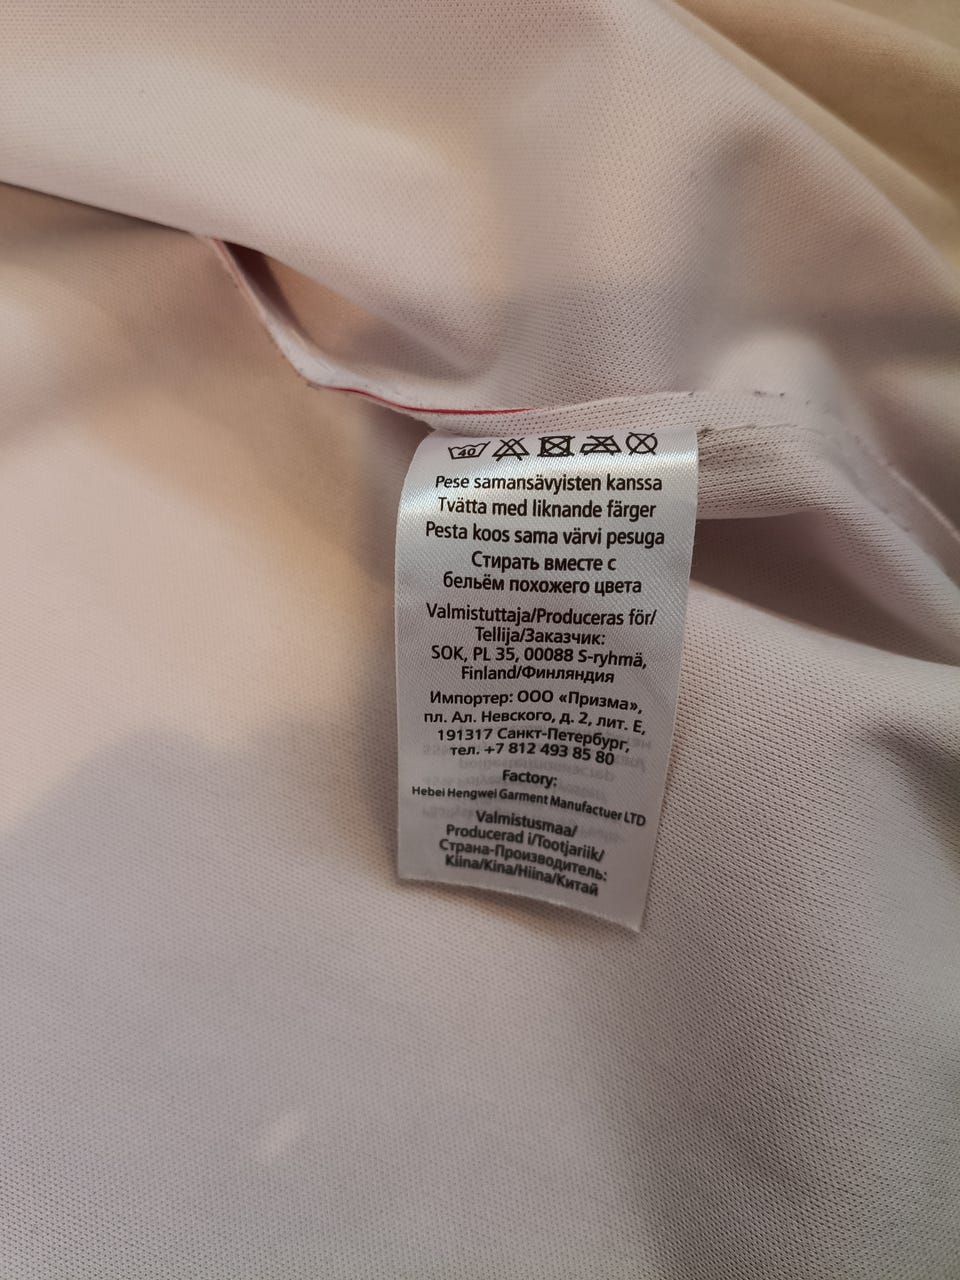 40
Pese samansävyisten kanssa
Tvätta med liknande färger
Pesta koos sama värvi pesuga
Стирать вместе с
бельём похожего цвета
Valmistuttaja/Produceras för/
Tellija/Заказчик:
SOK, PL 35, 00088 S-ryhmä,
Finland/Финляндия
Импортер: ООО «Призма»,
пл. Ал. Невского, д. 2, лит. Е,
191317 Санкт-Петербург,
тел. +7 812 493 85 80
Factory:
Hebei Hengwei Garment Manufactuer LTD
Valmistusmaa/
Producerad i/Tootjariik/
Страна-Производитель:
Kiina/Kina/Hiina/Китай